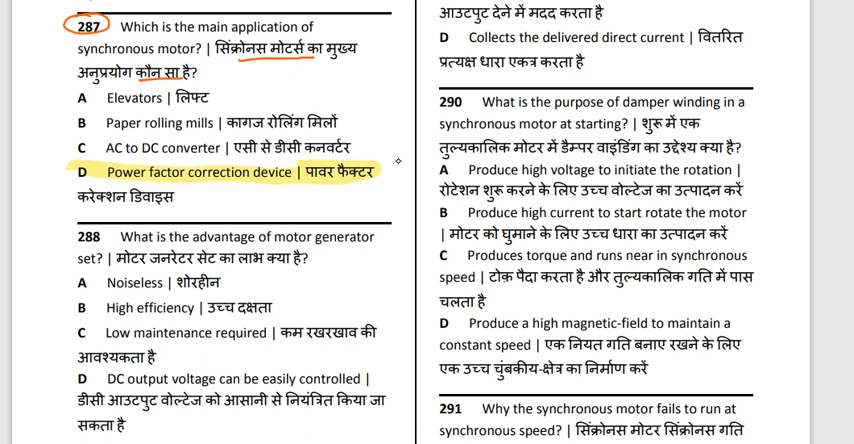 287 Which is the main application of
synchronous motor? | सिंक्रोनस मोटर्स का मुख्य
अनुप्रयोग कौन सा है?
A Elevators | लिफ्ट
B Paper rolling mills | कागज रोलिंग मिलों
C AC to DC converter | एसी से डीसी कनवर्टर
D Power factor correction device | पावर फैक्टर
करेक्शन डिवाइस
288 What is the advantage of motor generator
set? | मोटर जनरेटर सेट का लाभ क्या है?
A Noiseless | शोरहीन
B High efficiency | उच्च दक्षता
C Low maintenance required | कम रखरखाव की
आवश्यकता है
D DC output voltage can be easily controlled |
डीसी आउटपुट वोल्टेज को आसानी से नियंत्रित किया जा
सकता है
आउटपुट देने में मदद करता है
D Collects the delivered direct current | वितरित
प्रत्यक्ष धारा एकत्र करता है
290 What is the purpose of damper winding in a
synchronous motor at starting? | शुरू में एक
तुल्यकालिक मोटर में डैम्पर वाइंडिंग का उद्देश्य क्या है?
A Produce high voltage to initiate the rotation |
रोटेशन शुरू करने के लिए उच्च वोल्टेज का उत्पादन करें
B Produce high current to start rotate the motor
| मोटर को घुमाने के लिए उच्च धारा का उत्पादन करें
C Produces torque and runs near in synchronous
speed | टोक़ पैदा करता है और तुल्यकालिक गति में पास
चलता है
D Produce a high magnetic-field to maintain a
constant speed | एक नियत गति बनाए रखने के लिए
एक उच्च चुंबकीय-क्षेत्र का निर्माण करें
291 Why the synchronous motor fails to run at
synchronous speed? | सिंक्रोनस मोटर सिंक्रोनस गति